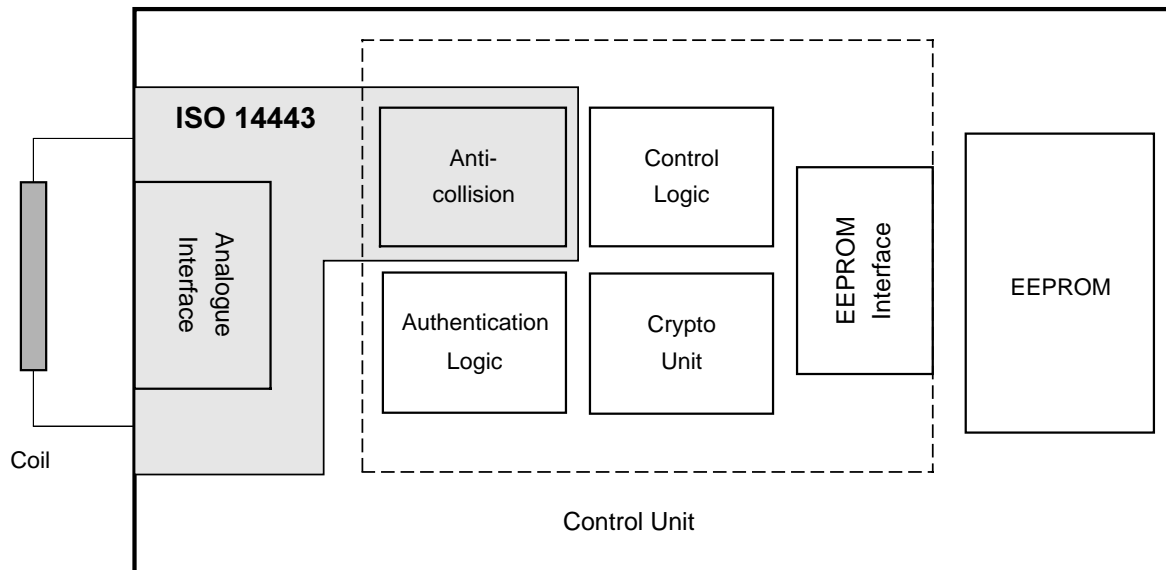 ISO 14443
Anti-
collision
Control
Logic
Analogue
Interface
EEPROM
Interface
EEPROM
Authentication
Logic
Crypto
Unit
Coil
Control Unit